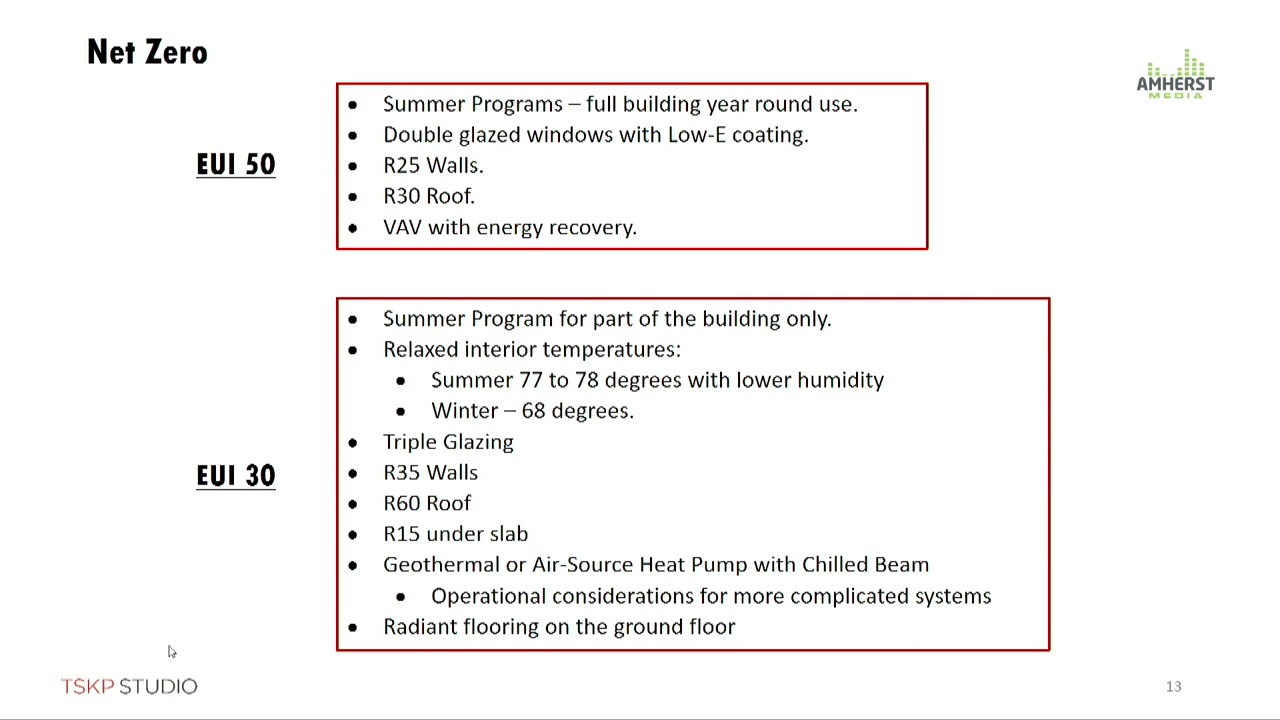 Net Zero
AMHERST
MEDIA
EUI 50
• Summer Programs – full building year round use.
• Double glazed windows with Low-E coating.
• R25 Walls.
• R30 Roof.
• VAV with energy recovery.
EUI 30
• Summer Program for part of the building only.
• Relaxed interior temperatures:
• Summer 77 to 78 degrees with lower humidity
• Winter – 68 degrees.
• Triple Glazing
• R35 Walls
• R60 Roof
• R15 under slab
• Geothermal or Air-Source Heat Pump with Chilled Beam
• Operational considerations for more complicated systems
• Radiant flooring on the ground floor
TSKP STUDIO
13